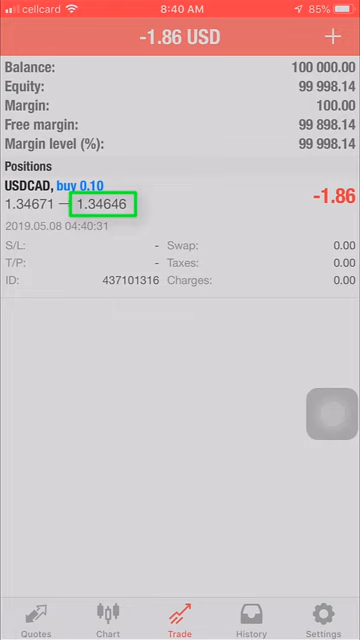 cellcard 8:40 AM 85%
-1.86 USD +
Balance: 100 000.00
Equity: 99 998.14
Margin: 100.00
Free margin: 99 898.14
Margin level (%): 99 998.14
Positions
USDCAD, buy 0.10
1.34671 — 1.34646 -1.86
2019.05.08 04:40:31
S/L: - Swap: 0.00
T/P: - Taxes: 0.00
ID: 437101316 Charges: 0.00
Quotes Chart Trade History Settings